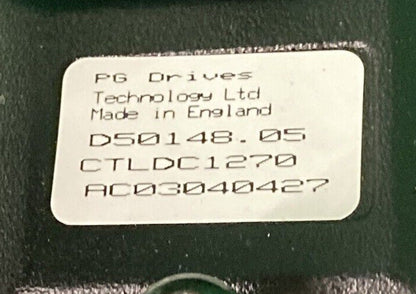 PG Drives
Technology Ltd
Made in England
D50148.05
CTLDC1270
AC03040427